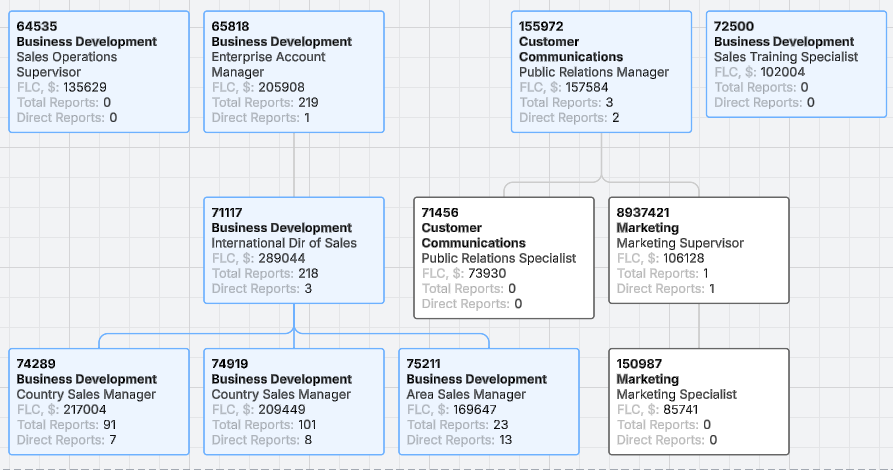 64535
Business Development
Sales Operations
Supervisor
FLC, $: 135629
Total Reports: 0
Direct Reports: 0
65818
Business Development
Enterprise Account
Manager
FLC, $: 205908
Total Reports: 219
Direct Reports: 1
155972
Customer
Communications
Public Relations Manager
FLC, $: 157584
Total Reports: 3
Direct Reports: 2
72500
Business Development
Sales Training Specialist
FLC, $: 102004
Total Reports: 0
Direct Reports: 0
71117
Business Development
International Dir of Sales
FLC, $: 289044
Total Reports: 218
Direct Reports: 3
71456
Customer
Communications
Public Relations Specialist
FLC, $: 73930
Total Reports: 0
Direct Reports: 0
8937421
Marketing
Marketing Supervisor
FLC, $: 106128
Total Reports: 1
Direct Reports: 1
74289
Business Development
Country Sales Manager
FLC, $: 217004
Total Reports: 91
Direct Reports: 7
74919
Business Development
Country Sales Manager
FLC, $: 209449
Total Reports: 101
Direct Reports: 8
75211
Business Development
Area Sales Manager
FLC, $: 169647
Total Reports: 23
Direct Reports: 13
150987
Marketing
Marketing Specialist
FLC, $: 85741
Total Reports: 0
Direct Reports: 0